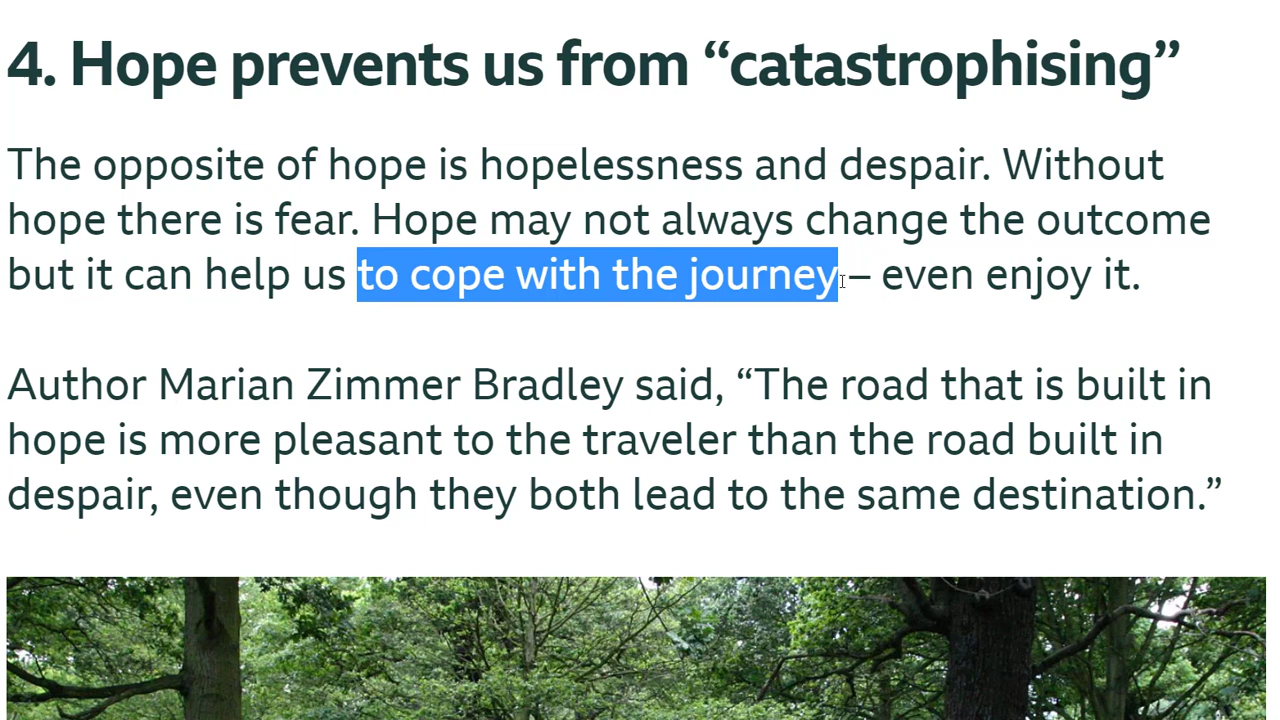 4. Hope prevents us from “catastrophising”
The opposite of hope is hopelessness and despair. Without
hope there is fear. Hope may not always change the outcome
but it can help us to cope with the journey – even enjoy it.
Author Marian Zimmer Bradley said, “The road that is built in
hope is more pleasant to the traveler than the road built in
despair, even though they both lead to the same destination.”